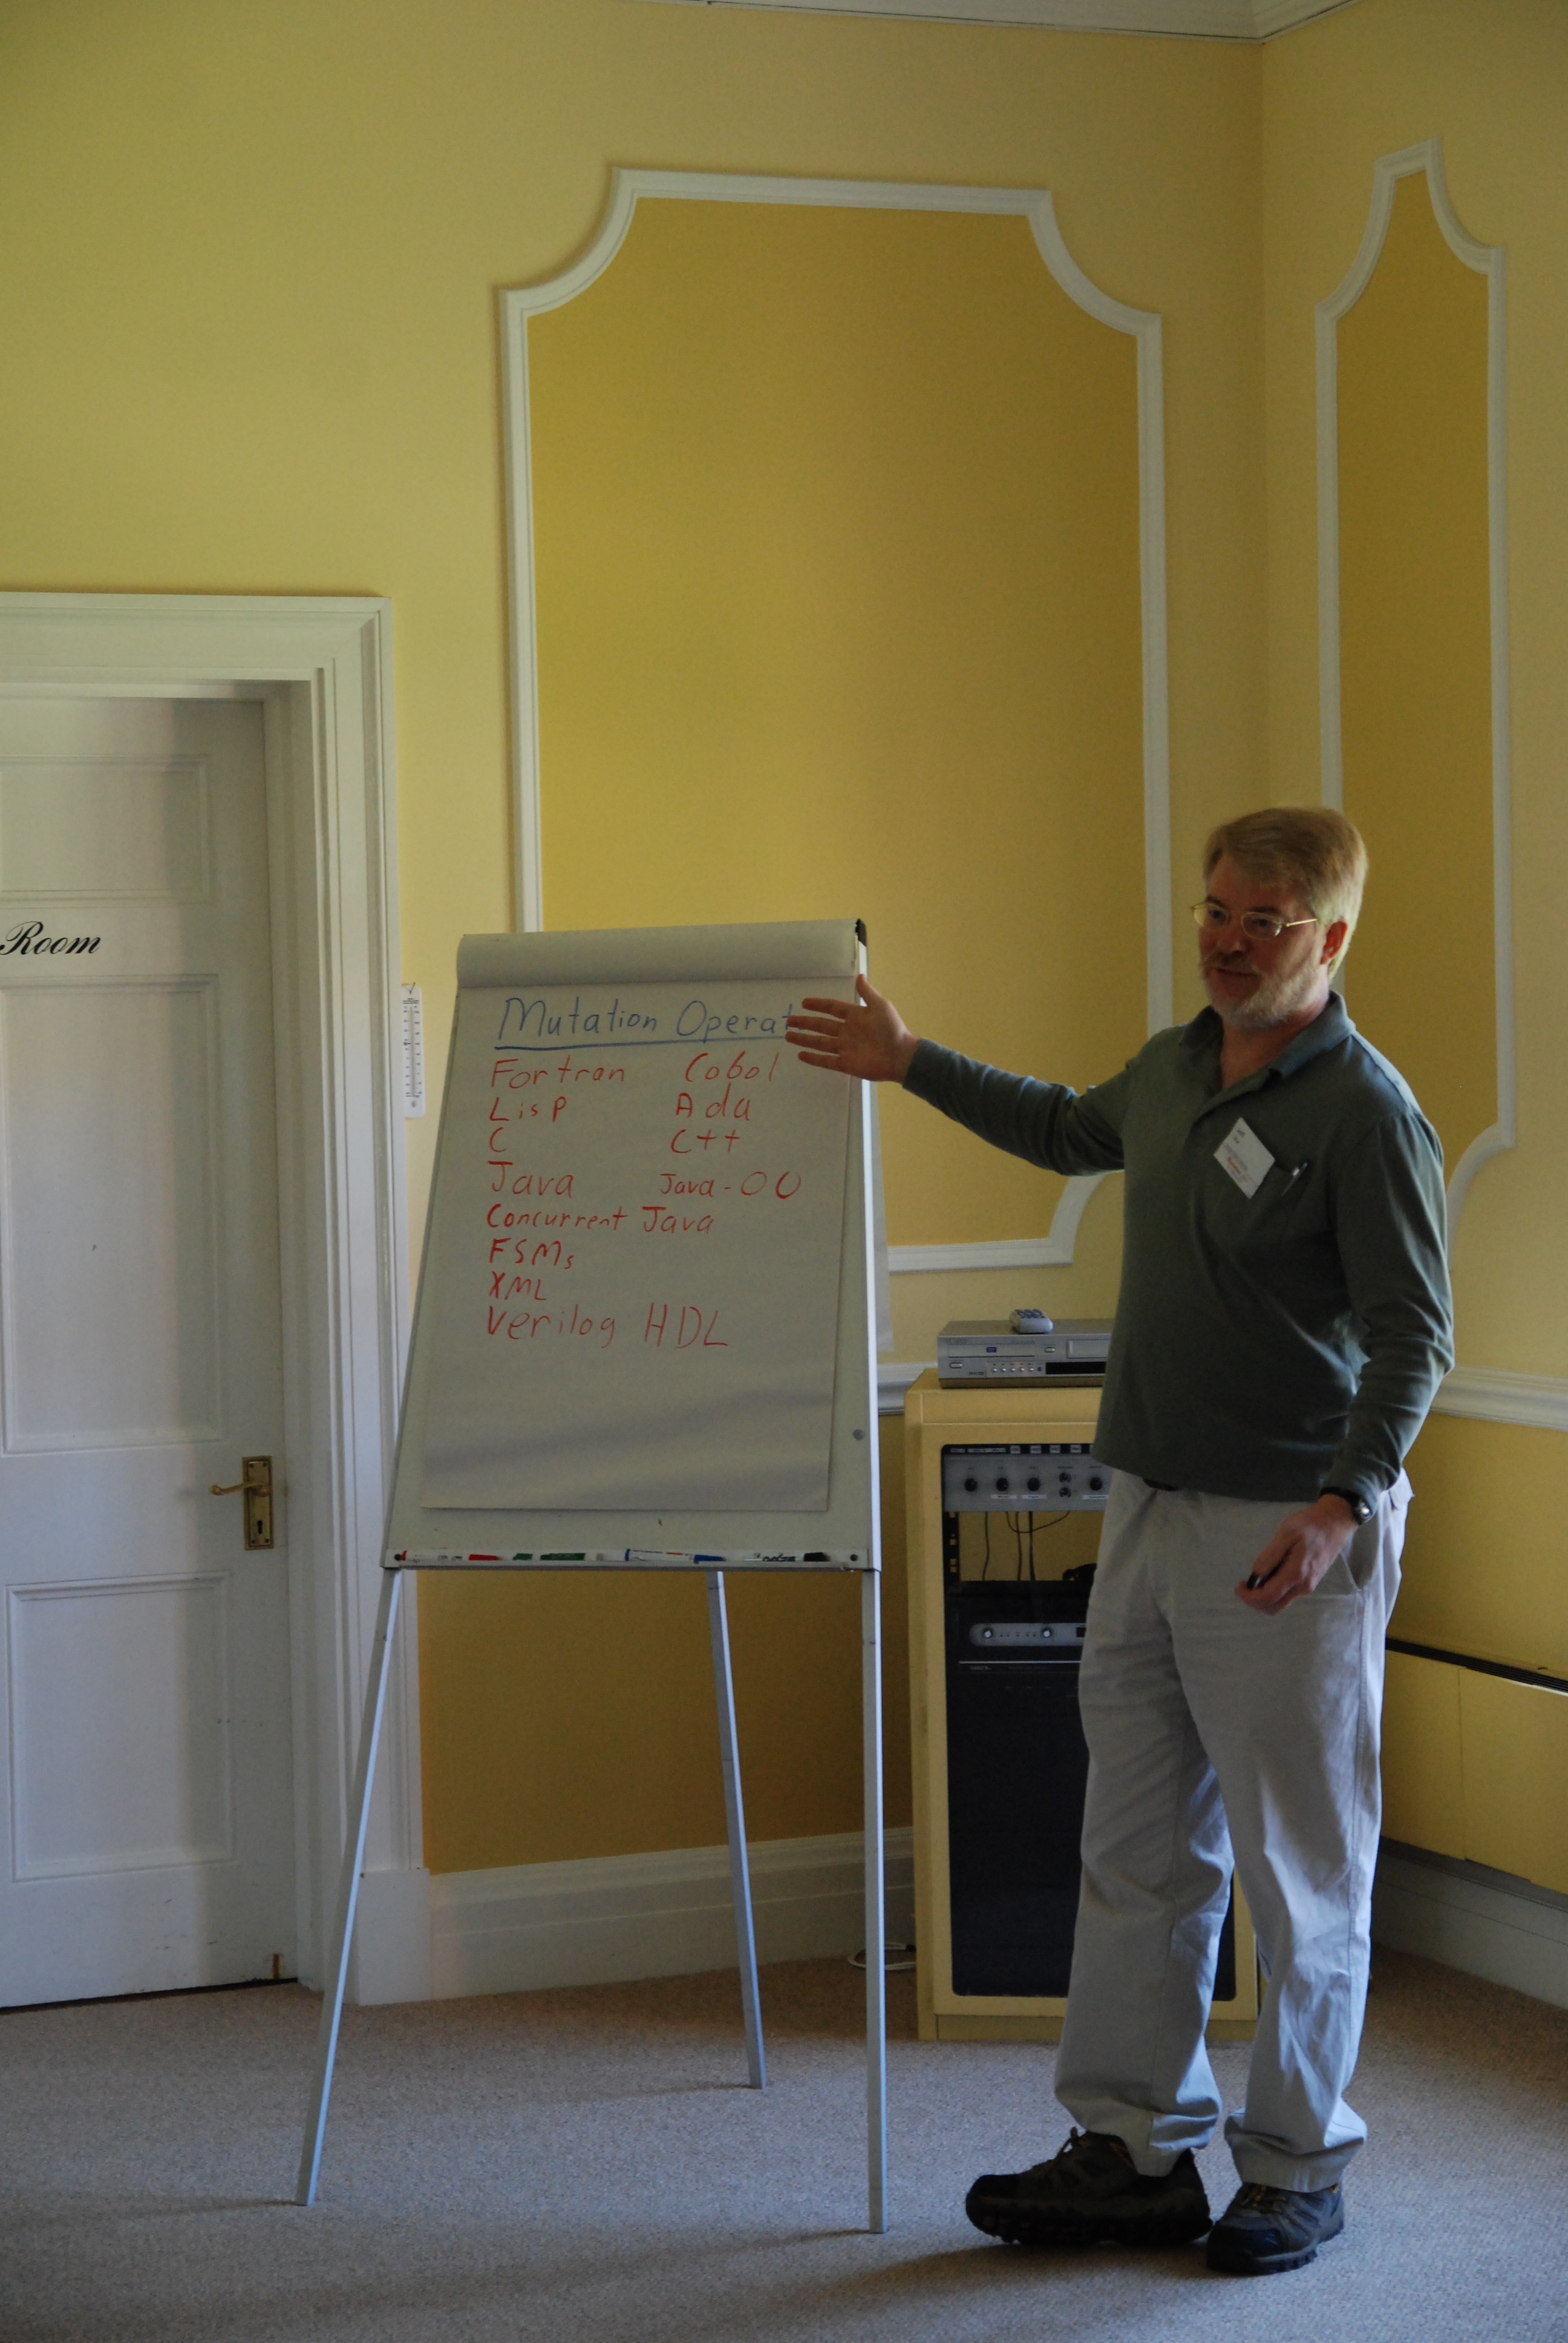 Room
Mutation Operat
Fortran Cobol
Lisp Ada
C C++
Java Java-OO
Concurrent Java
FSMs
XML
Verilog HDL